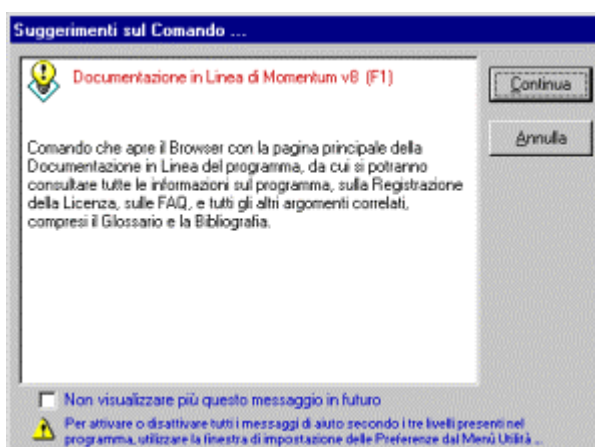 Suggerimenti sul Comando ...
Documentazione in Linea di Momentum v8 (F1)
Continua
Annulla
Comando che apre il Browser con la pagina principale della
Documentazione in Linea del programma, da cui si potranno
consultare tutte le informazioni sul programma, sulla Registrazione
della Licenza, sulle FAQ, e tutti gli altri argomenti correlati,
compresi il Glossario e la Bibliografia.
Non visualizzare più questo messaggio in futuro
Per attivare o disattivare tutti i messaggi di aiuto secondo i tre livelli presenti nel
programma, utilizzare la finestra di impostazione delle Preferenze dal Menù Utilità ..